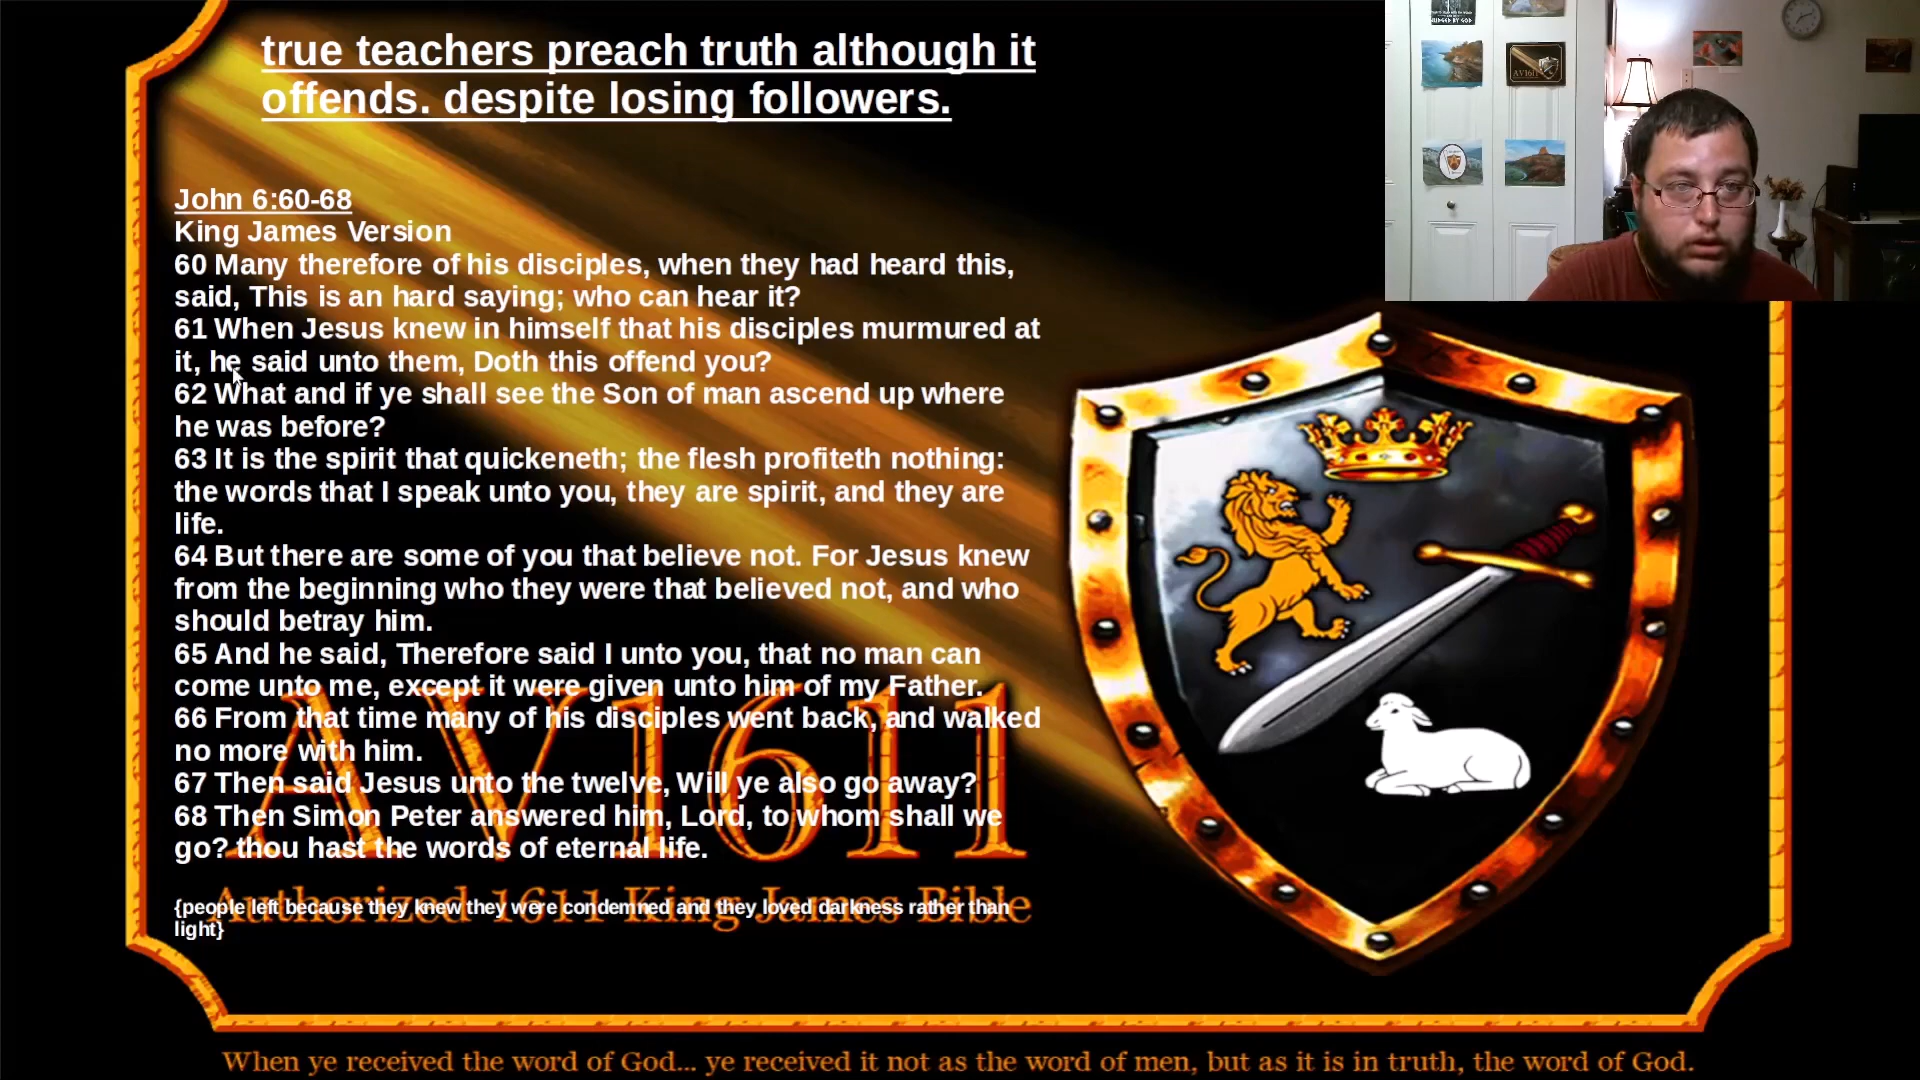 true teachers preach truth although it
offends. despite losing followers.
John 6:60-68
King James Version
60 Many therefore of his disciples, when they had heard this,
said, This is an hard saying; who can hear it?
61 When Jesus knew in himself that his disciples murmured at
it, he said unto them, Doth this offend you?
62 What and if ye shall see the Son of man ascend up where
he was before?
63 It is the spirit that quickeneth; the flesh profiteth nothing:
the words that I speak unto you, they are spirit, and they are
life.
64 But there are some of you that believe not. For Jesus knew
from the beginning who they were that believed not, and who
should betray him.
65 And he said, Therefore said I unto you, that no man can
come unto me, except it were given unto him of my Father.
66 From that time many of his disciples went back, and walked
no more with him.
67 Then said Jesus unto the twelve, Will ye also go away?
68 Then Simon Peter answered him, Lord, to whom shall we
go? thou hast the words of eternal life.
AV1611
Authorized 1611 King James Bible
{people left because they knew they were condemned and they loved darkness rather than
light}
When ye received the word of God... ye received it not as the word of men, but as it is in truth, the word of God.
AV1611